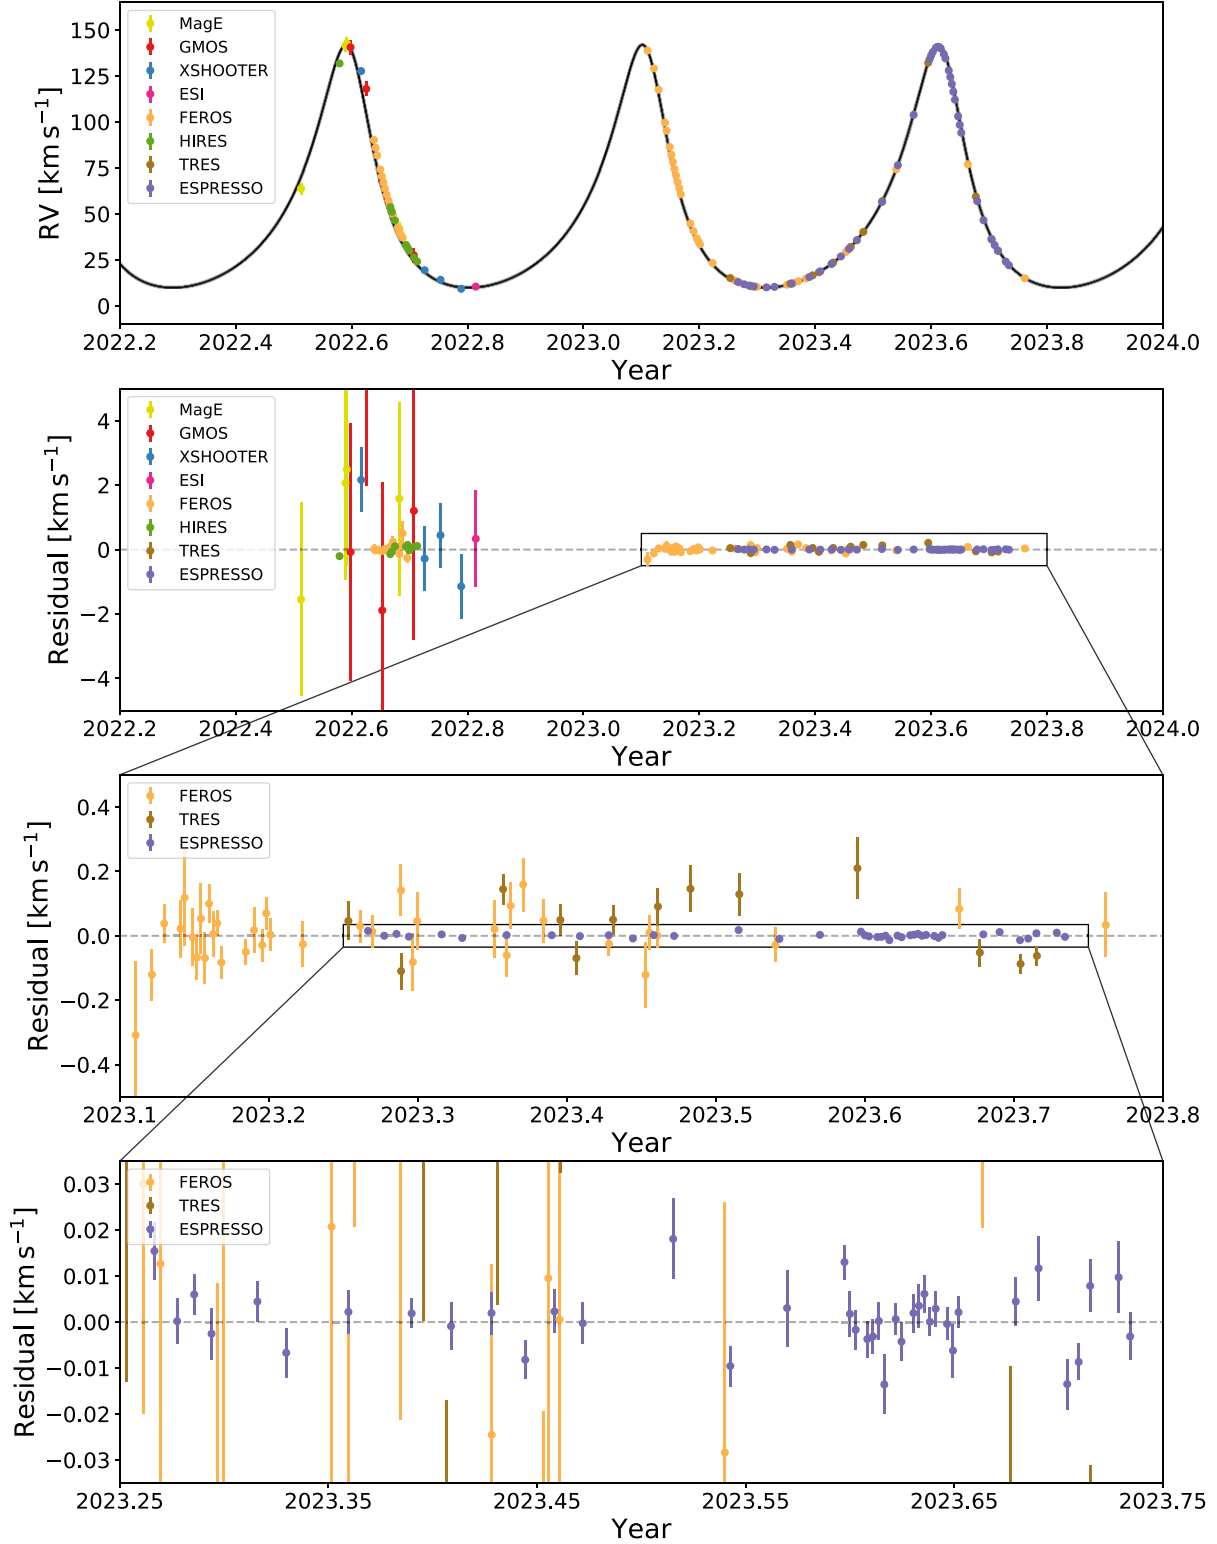 150
125
100
75
50
25
0
RV [km s⁻¹]
MagE
GMOS
XSHOOTER
ESI
FEROS
HIRES
TRES
ESPRESSO
2022.2 2022.4 2022.6 2022.8 2023.0 2023.2 2023.4 2023.6 2023.8 2024.0
Year
4
2
0
−2
−4
Residual [km s⁻¹]
MagE
GMOS
XSHOOTER
ESI
FEROS
HIRES
TRES
ESPRESSO
2022.2 2022.4 2022.6 2022.8 2023.0 2023.2 2023.4 2023.6 2023.8 2024.0
Year
0.4
0.2
0.0
−0.2
−0.4
Residual [km s⁻¹]
FEROS
TRES
ESPRESSO
2023.1 2023.2 2023.3 2023.4 2023.5 2023.6 2023.7 2023.8
Year
0.03
0.02
0.01
0.00
−0.01
−0.02
−0.03
Residual [km s⁻¹]
FEROS
TRES
ESPRESSO
2023.25 2023.35 2023.45 2023.55 2023.65 2023.75
Year